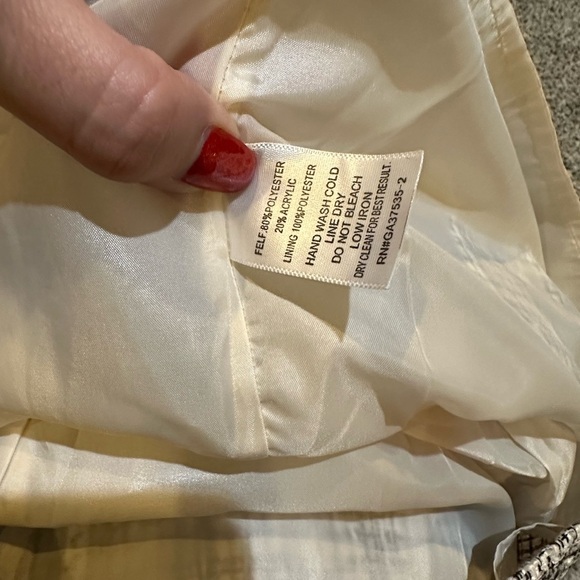 FELF:80%POLYESTER
20% ACRYLIC
LINING 100%POLYESTER
HAND WASH COLD
LINE DRY
DO NOT BLEACH
LOW IRON
DRY CLEAN FOR BEST RESULT.
RN#GA37535-2